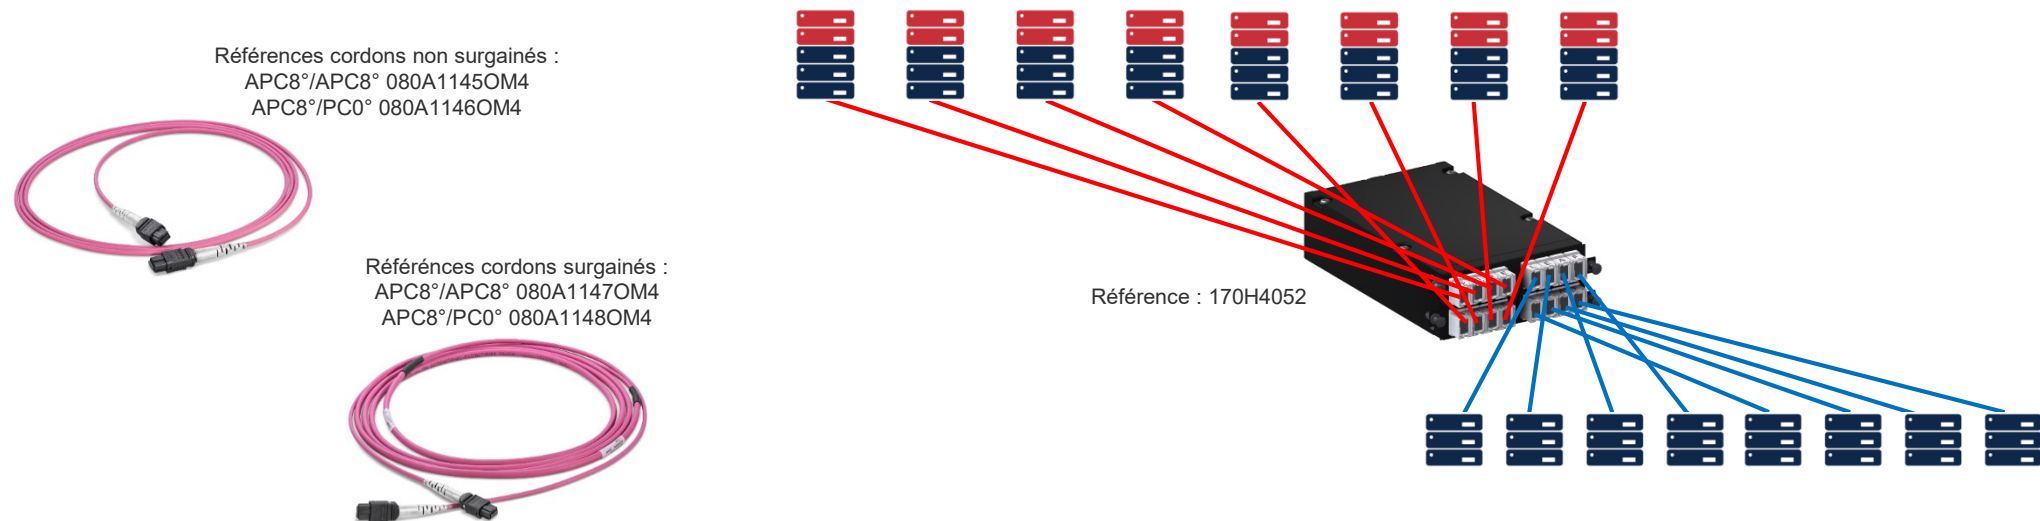 Références cordons non surgainés :
APC8°/APC8° 080A1145OM4
APC8°/PC0° 080A1146OM4
Référénces cordons surgainés :
APC8°/APC8° 080A1147OM4
APC8°/PC0° 080A1148OM4
Référence : 170H4052